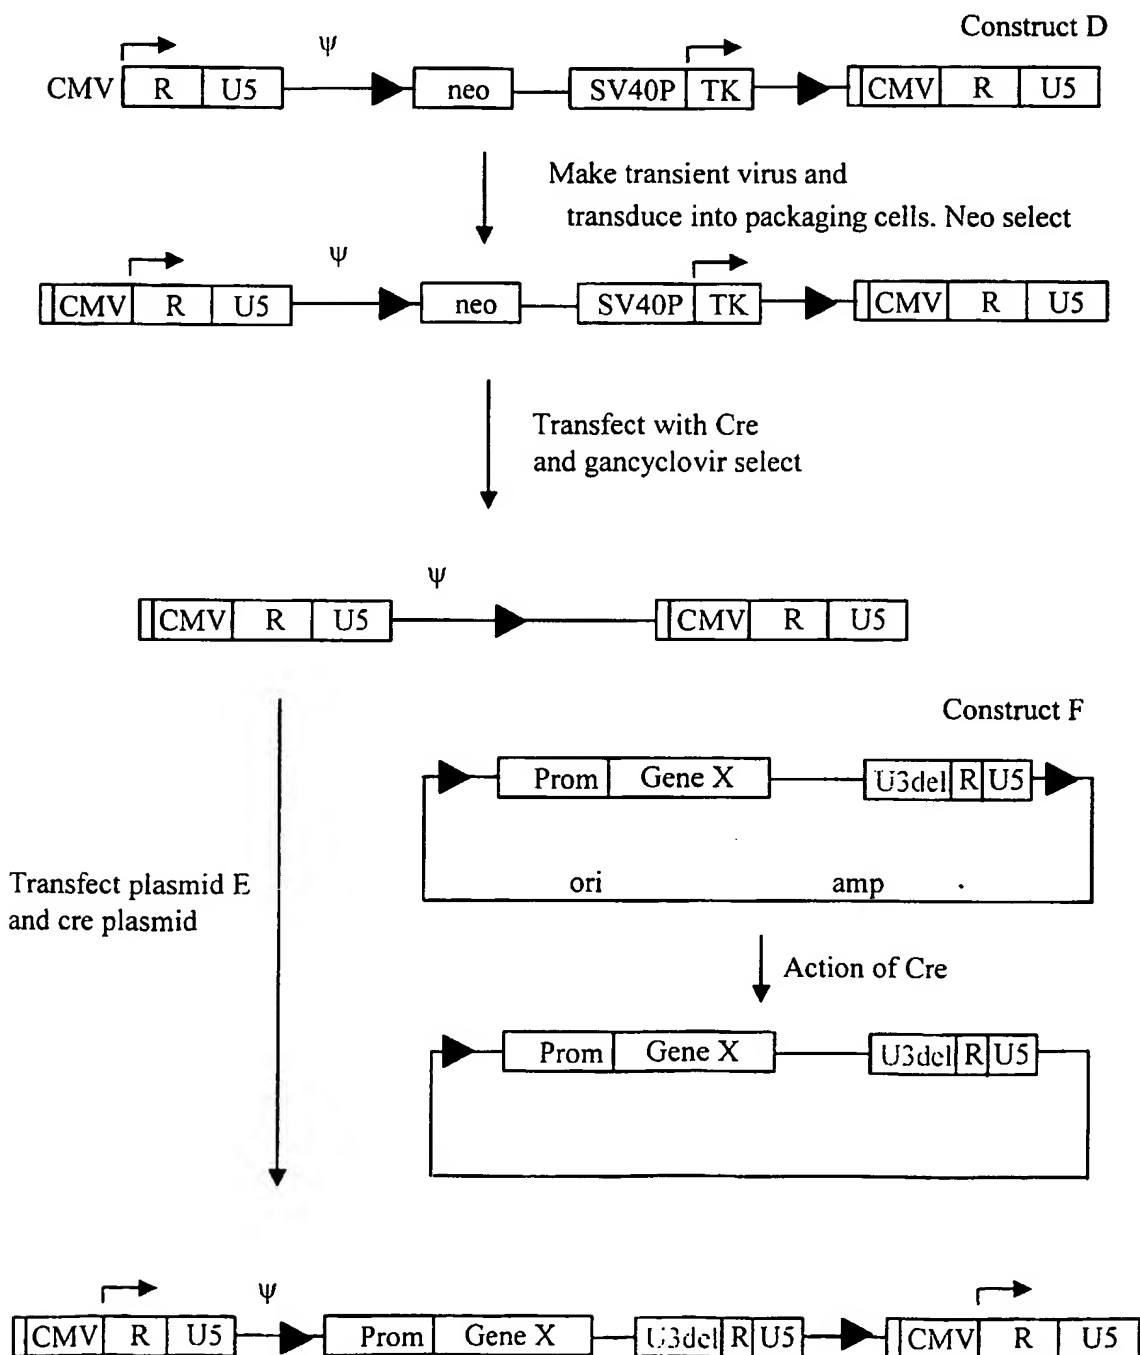 Construct D
ψ
CMV R U5 neo SV40P TK CMV R U5
Make transient virus and
transduce into packaging cells. Neo select
ψ
CMV R U5 neo SV40P TK CMV R U5
Transfect with Cre
and gancyclovir select
ψ
CMV R U5 CMV R U5
Construct F
Prom Gene X U3del R U5
ori amp
Transfect plasmid E
and cre plasmid
Action of Cre
Prom Gene X U3del R U5
ψ
CMV R U5 Prom Gene X U3del R U5 CMV R U5